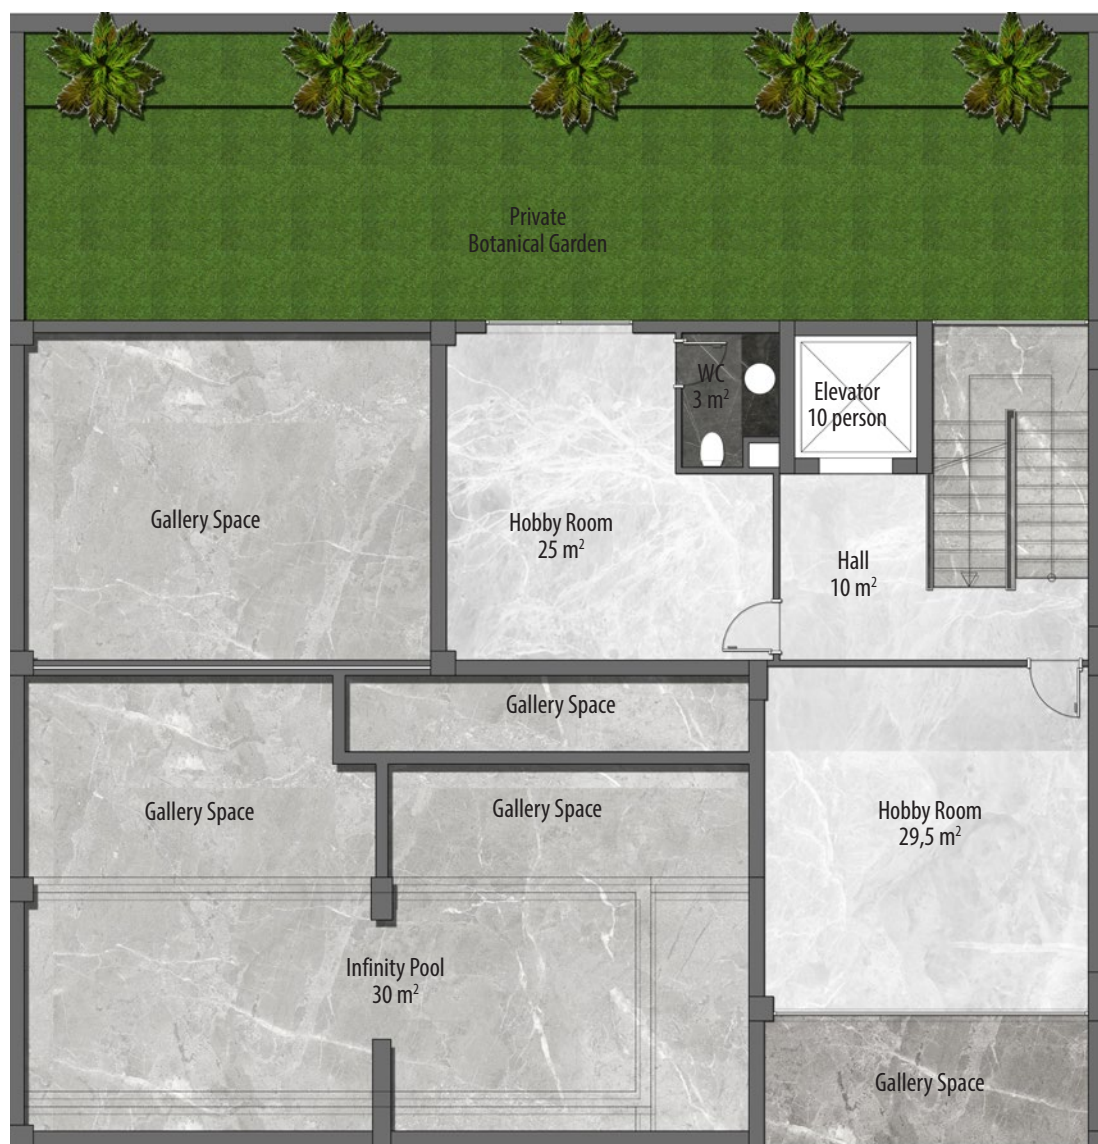 Private
Botanical Garden
WC
3 m²
Elevator
10 person
Gallery Space
Hobby Room
25 m²
Hall
10 m²
Gallery Space
Gallery Space
Gallery Space
Hobby Room
29,5 m²
Infinity Pool
30 m²
Gallery Space